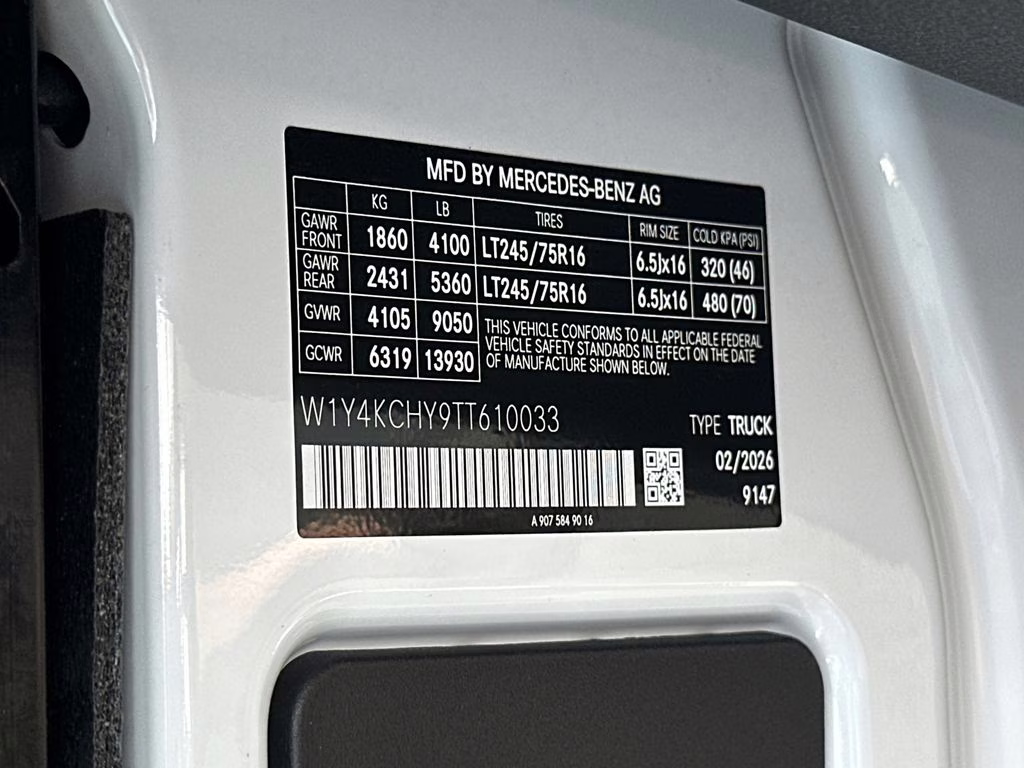 MFD BY MERCEDES-BENZ AG
KG LB TIRES RIM SIZE COLD KPA (PSI)
GAWR FRONT 1860 4100 LT245/75R16 6.5Jx16 320 (46)
GAWR REAR 2431 5360 LT245/75R16 6.5Jx16 480 (70)
GVWR 4105 9050
GCWR 6319 13930
THIS VEHICLE CONFORMS TO ALL APPLICABLE FEDERAL
VEHICLE SAFETY STANDARDS IN EFFECT ON THE DATE
OF MANUFACTURE SHOWN BELOW.
W1Y4KCHY9TT610033
TYPE TRUCK
02/2026
9147
A 907 584 90 16